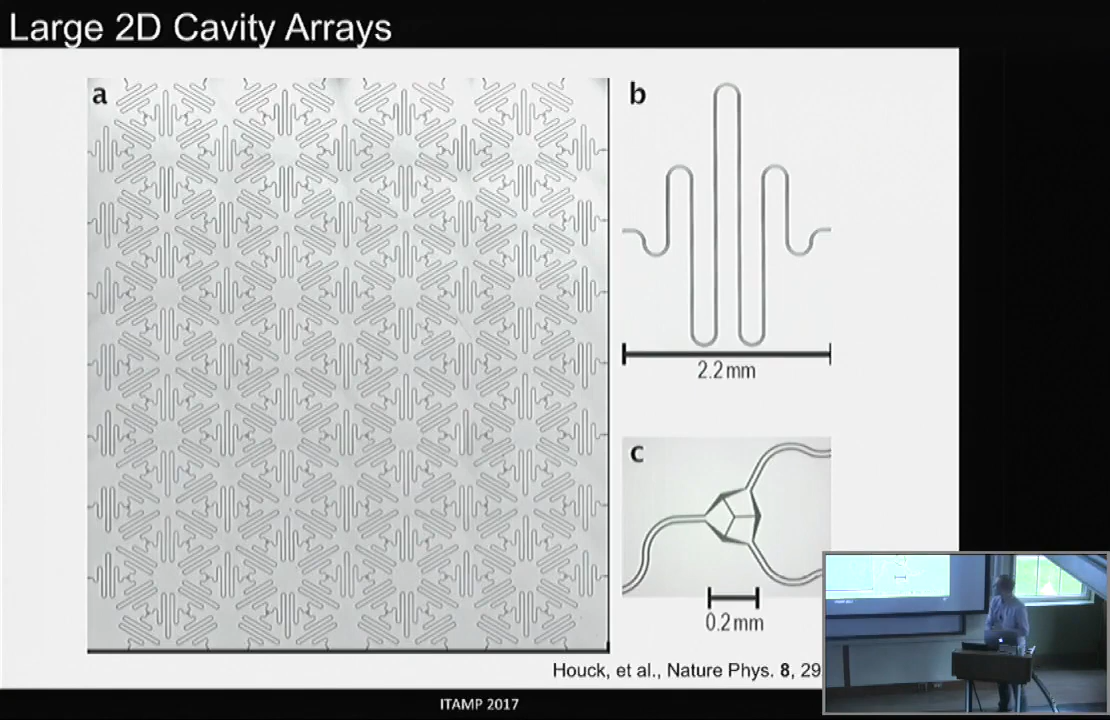 Large 2D Cavity Arrays
a
b
2.2 mm
c
0.2 mm
Houck, et al., Nature Phys. 8, 29
ITAMP 2017